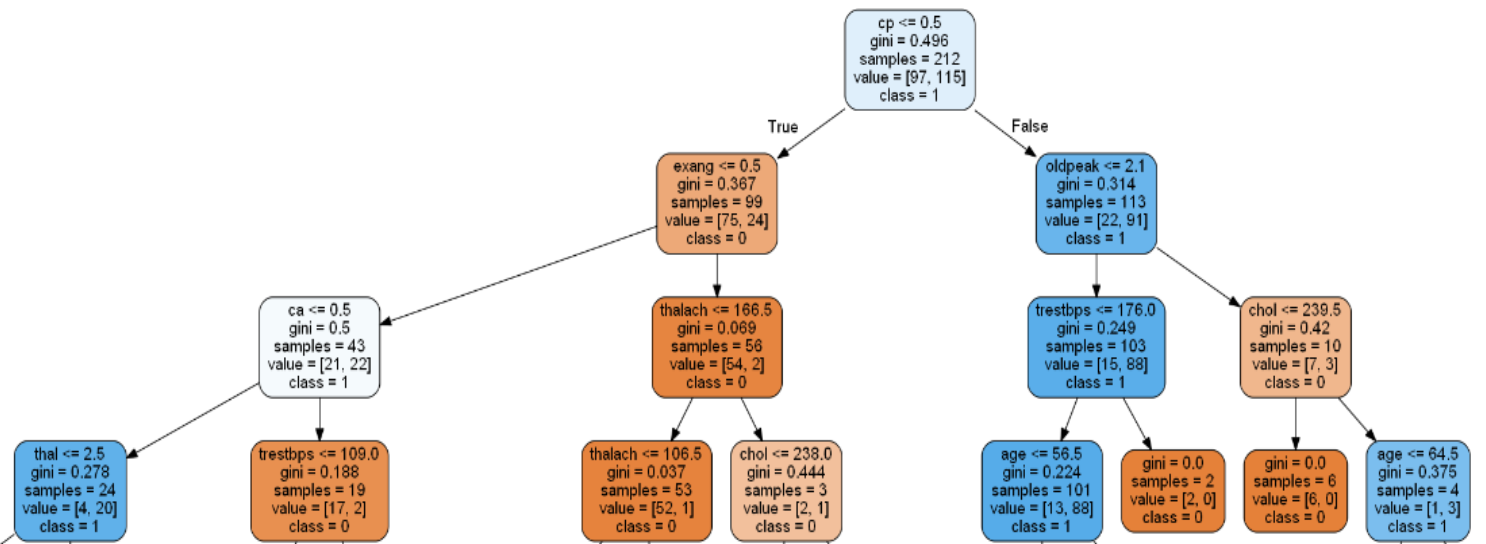 cp <= 0.5
gini = 0.496
samples = 212
value = [97, 115]
class = 1
True
False
exang <= 0.5
gini = 0.367
samples = 99
value = [75, 24]
class = 0
oldpeak <= 2.1
gini = 0.314
samples = 113
value = [22, 91]
class = 1
ca <= 0.5
gini = 0.5
samples = 43
value = [21, 22]
class = 1
thalach <= 166.5
gini = 0.069
samples = 56
value = [54, 2]
class = 0
trestbps <= 176.0
gini = 0.249
samples = 103
value = [15, 88]
class = 1
chol <= 239.5
gini = 0.42
samples = 10
value = [7, 3]
class = 0
thal <= 2.5
gini = 0.278
samples = 24
value = [4, 20]
class = 1
trestbps <= 109.0
gini = 0.188
samples = 19
value = [17, 2]
class = 0
thalach <= 106.5
gini = 0.037
samples = 53
value = [52, 1]
class = 0
chol <= 238.0
gini = 0.444
samples = 3
value = [2, 1]
class = 0
age <= 56.5
gini = 0.224
samples = 101
value = [13, 88]
class = 1
gini = 0.0
samples = 2
value = [2, 0]
class = 0
gini = 0.0
samples = 6
value = [6, 0]
class = 0
age <= 64.5
gini = 0.375
samples = 4
value = [1, 3]
class = 1